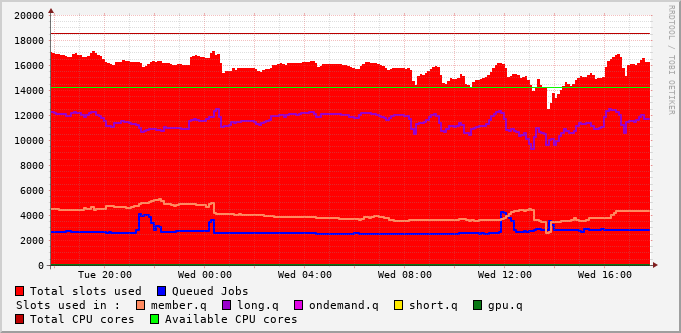 20000
18000
16000
14000
12000
10000
8000
6000
4000
2000
0
Tue 20:00 Wed 00:00 Wed 04:00 Wed 08:00 Wed 12:00 Wed 16:00
RRDTOOL / TOBI OETIKER
Total slots used Queued Jobs
Slots used in : member.q long.q ondemand.q short.q gpu.q
Total CPU cores Available CPU cores